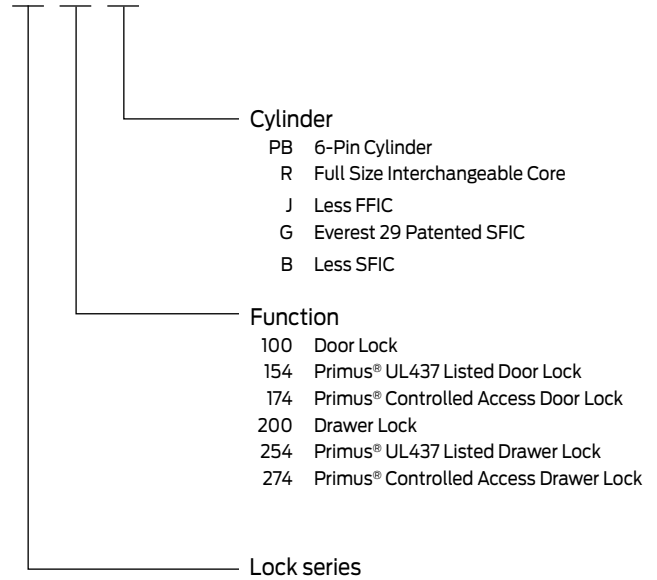 Cylinder
PB 6-Pin Cylinder
R Full Size Interchangeable Core
J Less FFIC
G Everest 29 Patented SFIC
B Less SFIC
Function
100 Door Lock
154 Primus® UL437 Listed Door Lock
174 Primus® Controlled Access Door Lock
200 Drawer Lock
254 Primus® UL437 Listed Drawer Lock
274 Primus® Controlled Access Drawer Lock
Lock series